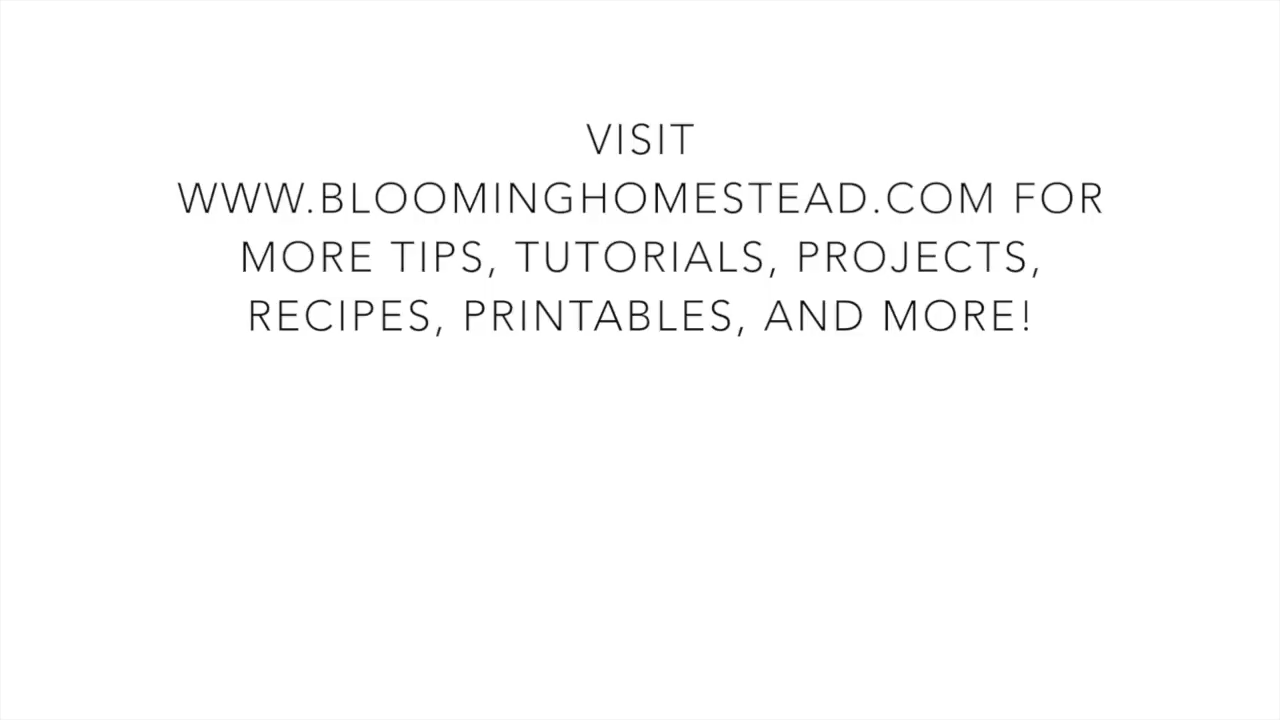 VISIT
WWW.BLOOMINGHOMESTEAD.COM FOR
MORE TIPS, TUTORIALS, PROJECTS,
RECIPES, PRINTABLES, AND MORE!